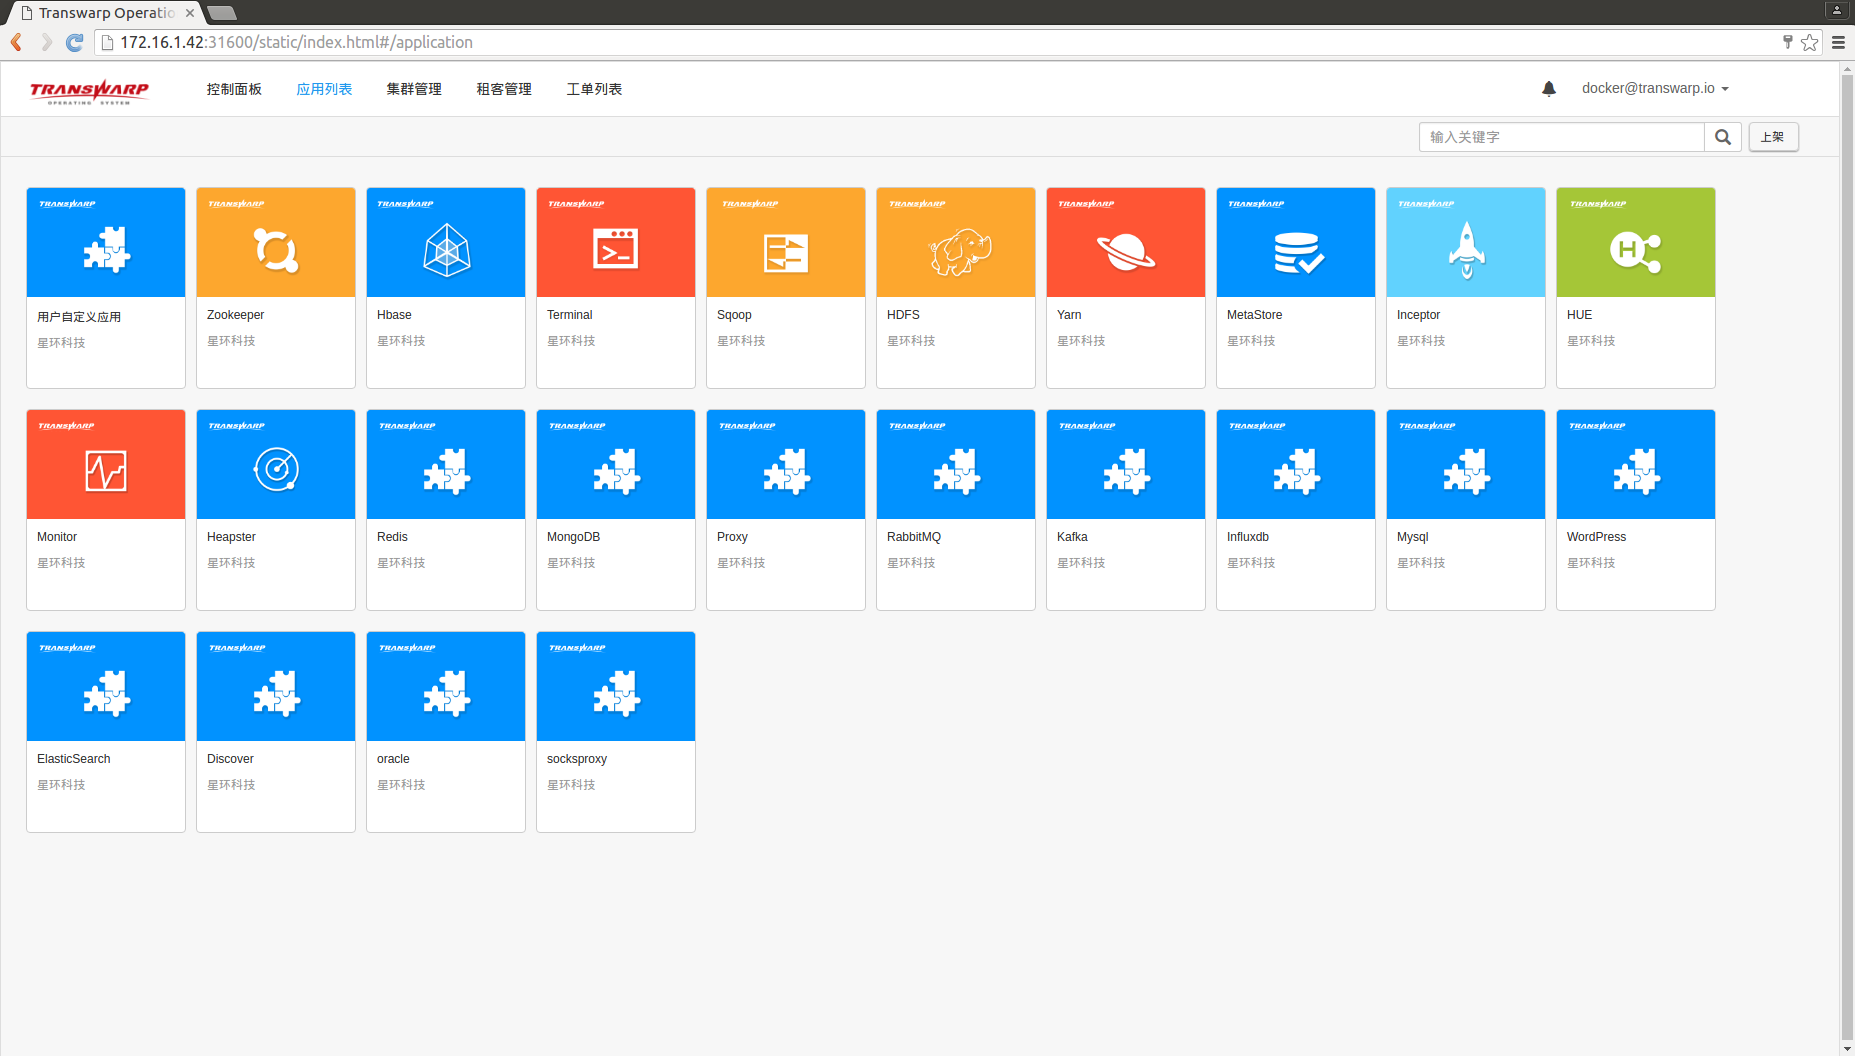 Transwarp Operatio
172.16.1.42:31600/static/index.html#/application
TRANSWARP
OPERATING SYSTEM
控制面板 应用列表 集群管理 租客管理 工单列表
docker@transwarp.io
输入关键字
上架
TRANSWARP TRANSWARP TRANSWARP TRANSWARP TRANSWARP TRANSWARP TRANSWARP TRANSWARP TRANSWARP TRANSWARP
>_ H
用户自定义应用 Zookeeper Hbase Terminal Sqoop HDFS Yarn MetaStore Inceptor HUE
星环科技 星环科技 星环科技 星环科技 星环科技 星环科技 星环科技 星环科技 星环科技 星环科技
TRANSWARP TRANSWARP TRANSWARP TRANSWARP TRANSWARP TRANSWARP TRANSWARP TRANSWARP TRANSWARP TRANSWARP
Monitor Heapster Redis MongoDB Proxy RabbitMQ Kafka Influxdb Mysql WordPress
星环科技 星环科技 星环科技 星环科技 星环科技 星环科技 星环科技 星环科技 星环科技 星环科技
TRANSWARP TRANSWARP TRANSWARP TRANSWARP
ElasticSearch Discover oracle socksproxy
星环科技 星环科技 星环科技 星环科技